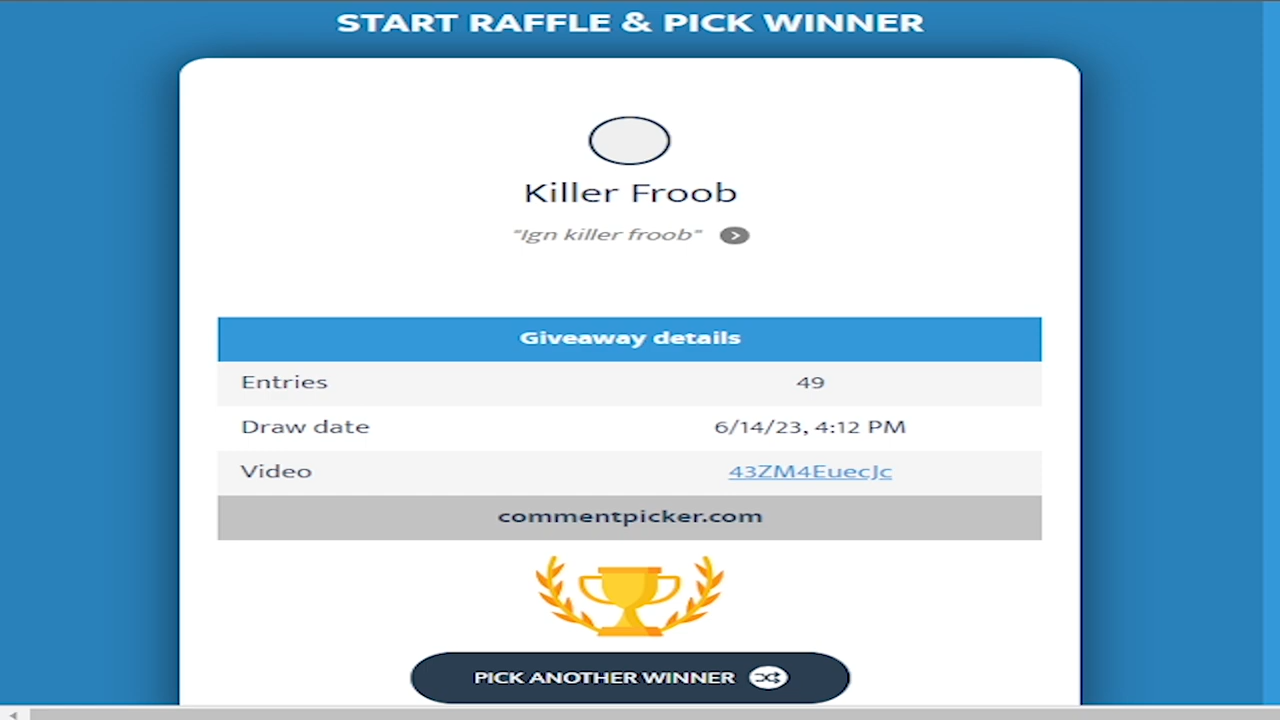 START RAFFLE & PICK WINNER
Killer Froob
"Ign killer froob"
Giveaway details
Entries 49
Draw date 6/14/23, 4:12 PM
Video 43ZM4EuecJc
commentpicker.com
PICK ANOTHER WINNER